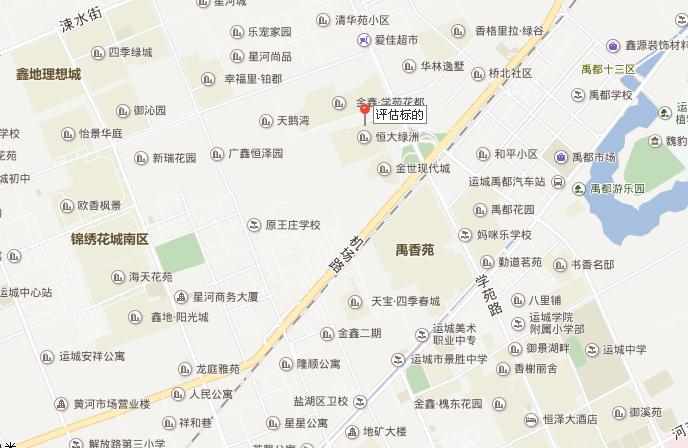 星河城
涑水街
清华苑小区
乐宠家园
香格里拉·绿谷
爱佳超市
四季绿城
星河尚品
鑫源装饰材料
鑫地理想城
幸福里·铂郡
华林逸墅
桥北社区
禹都十三区
禹都学校
金鑫·学苑花都
评估标的
御沁园
天鹅湾
恒大绿洲
植物
学校
怡景华庭
魏豹
花苑
新瑞花园
广鑫恒泽园
和平小区
禹都市场
金世现代城
城初中
运城禹都汽车站
禹都游乐园
欧香枫景
禹都花园
原王庄学校
妈咪乐学校
锦绣花城南区
机场路
禹香苑
勤道茗苑
书香名邸
海天花苑
学苑路
运城中心站
星河商务大厦
天宝·四季春城
八里铺
鑫地·阳光城
运城学院
附属小学部
金鑫二期
运城美术
职业中专
御景湖畔
运城中学
运城安祥公寓
运城市景胜中学
龙庭雅苑
隆顺公寓
香榭丽舍
人民公寓
黄河市场营业楼
盐湖区卫校
金鑫·槐东花园
御溪苑
祥和巷
星星公寓
恒泽大酒店
地矿大楼
河东
解放路第三小学
米